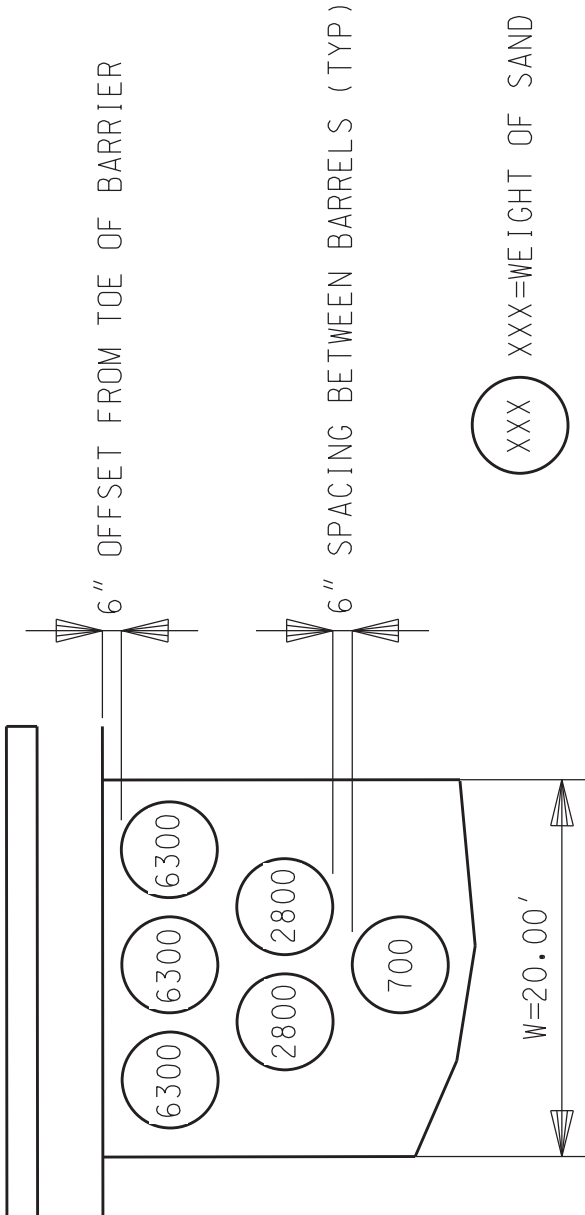 6" OFFSET FROM TOE OF BARRIER
6300
6300
6300
2800
2800
6" SPACING BETWEEN BARRELS (TYP)
700
XXX XXX=WEIGHT OF SAND
W=20.00'